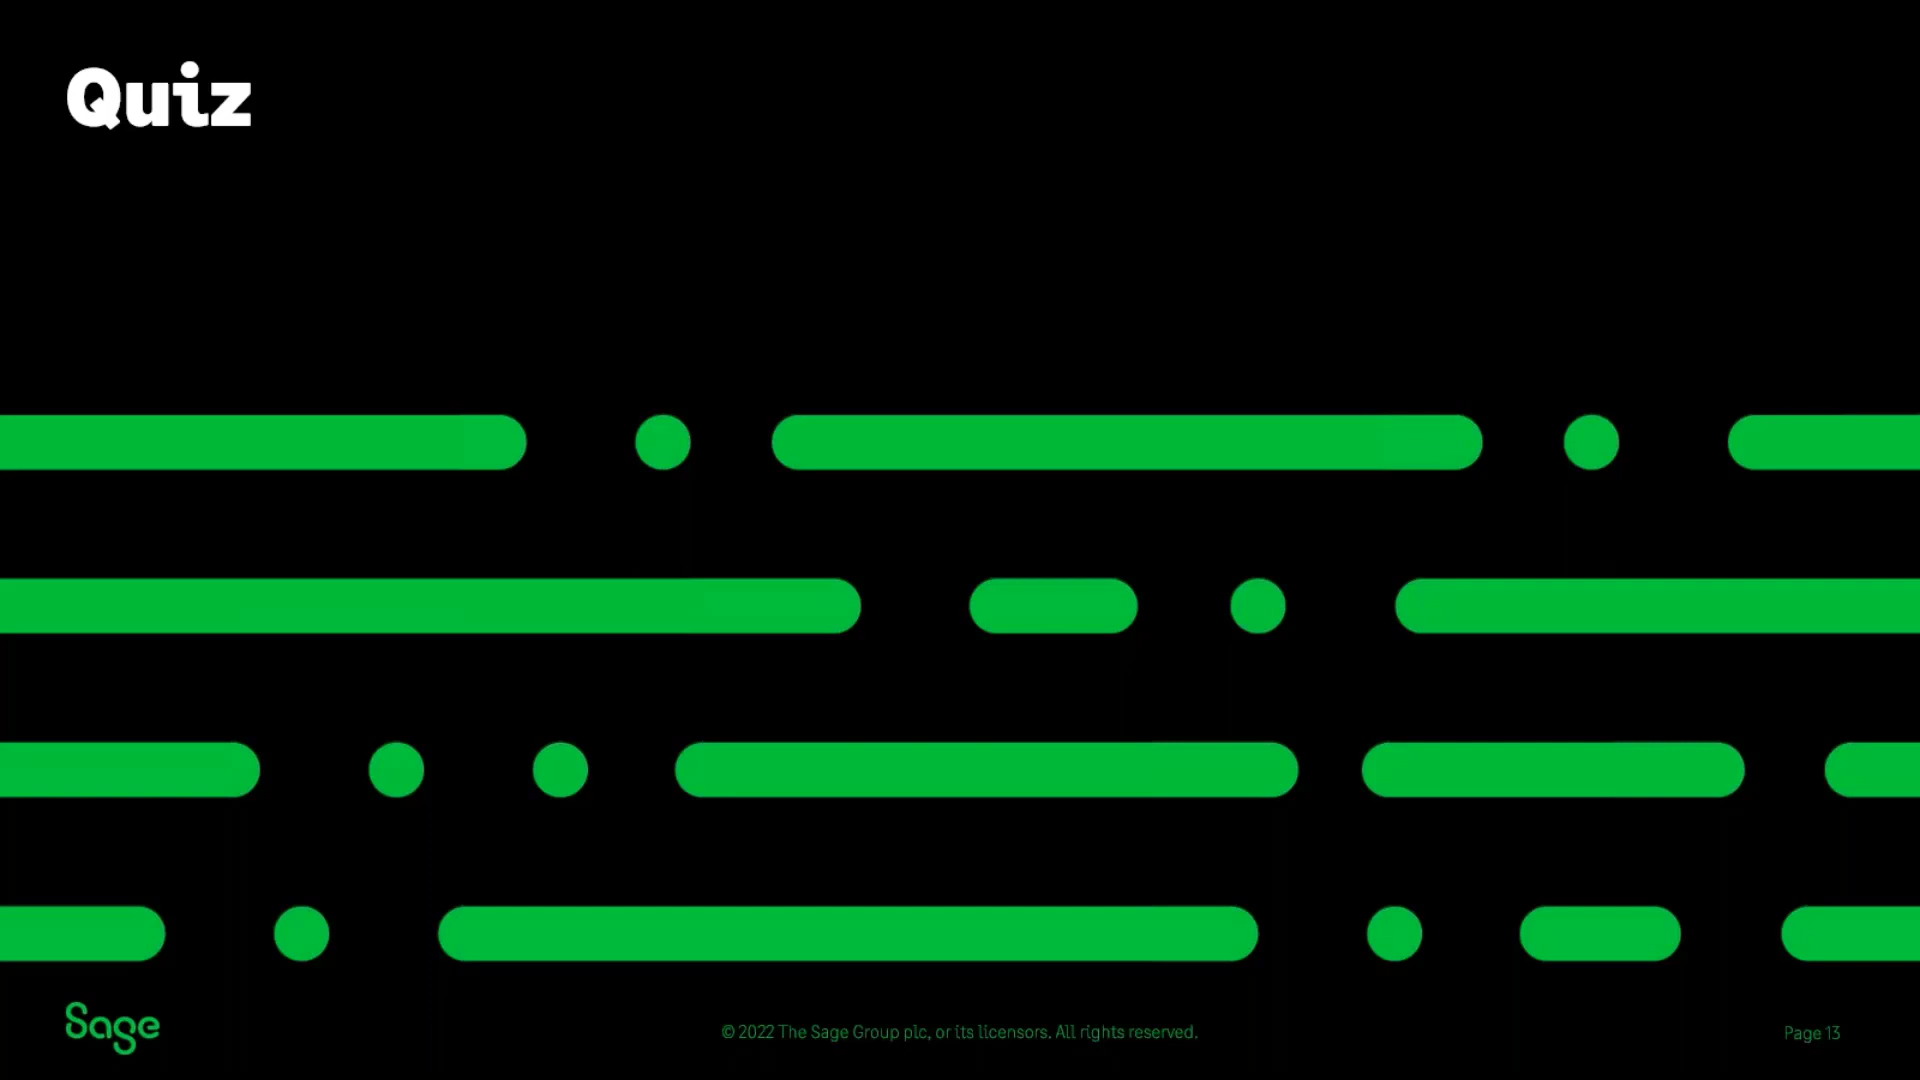 Quiz
Sage
© 2022 The Sage Group plc, or its licensors. All rights reserved.
Page 13